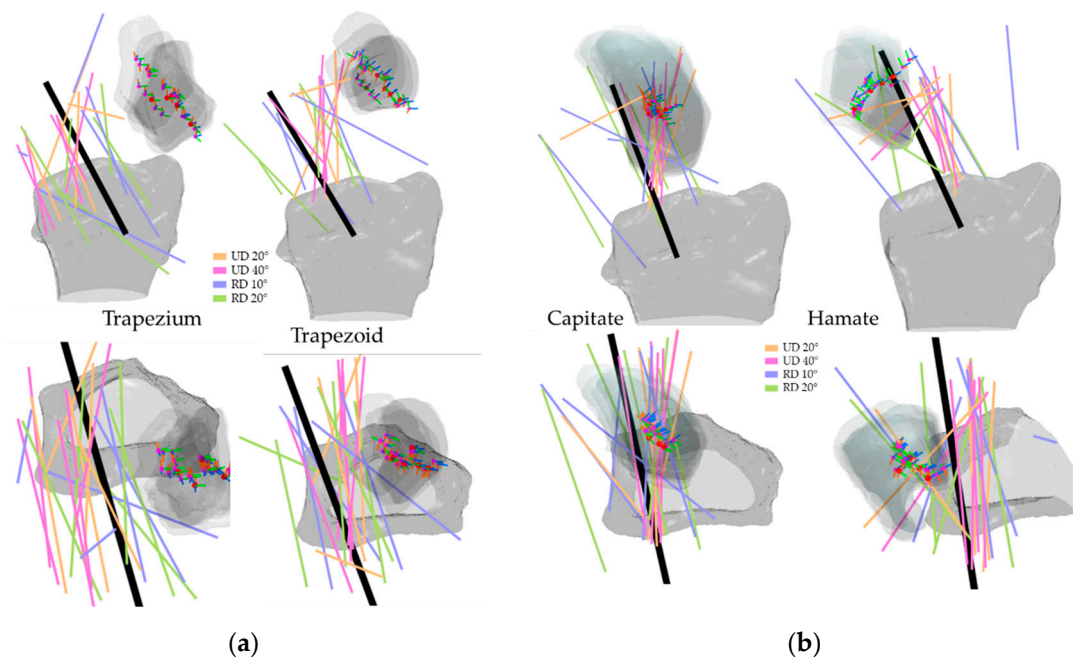 UD 20°
UD 40°
RD 10°
RD 20°
Trapezium
Trapezoid
Capitate
Hamate
UD 20°
UD 40°
RD 10°
RD 20°
(a)
(b)